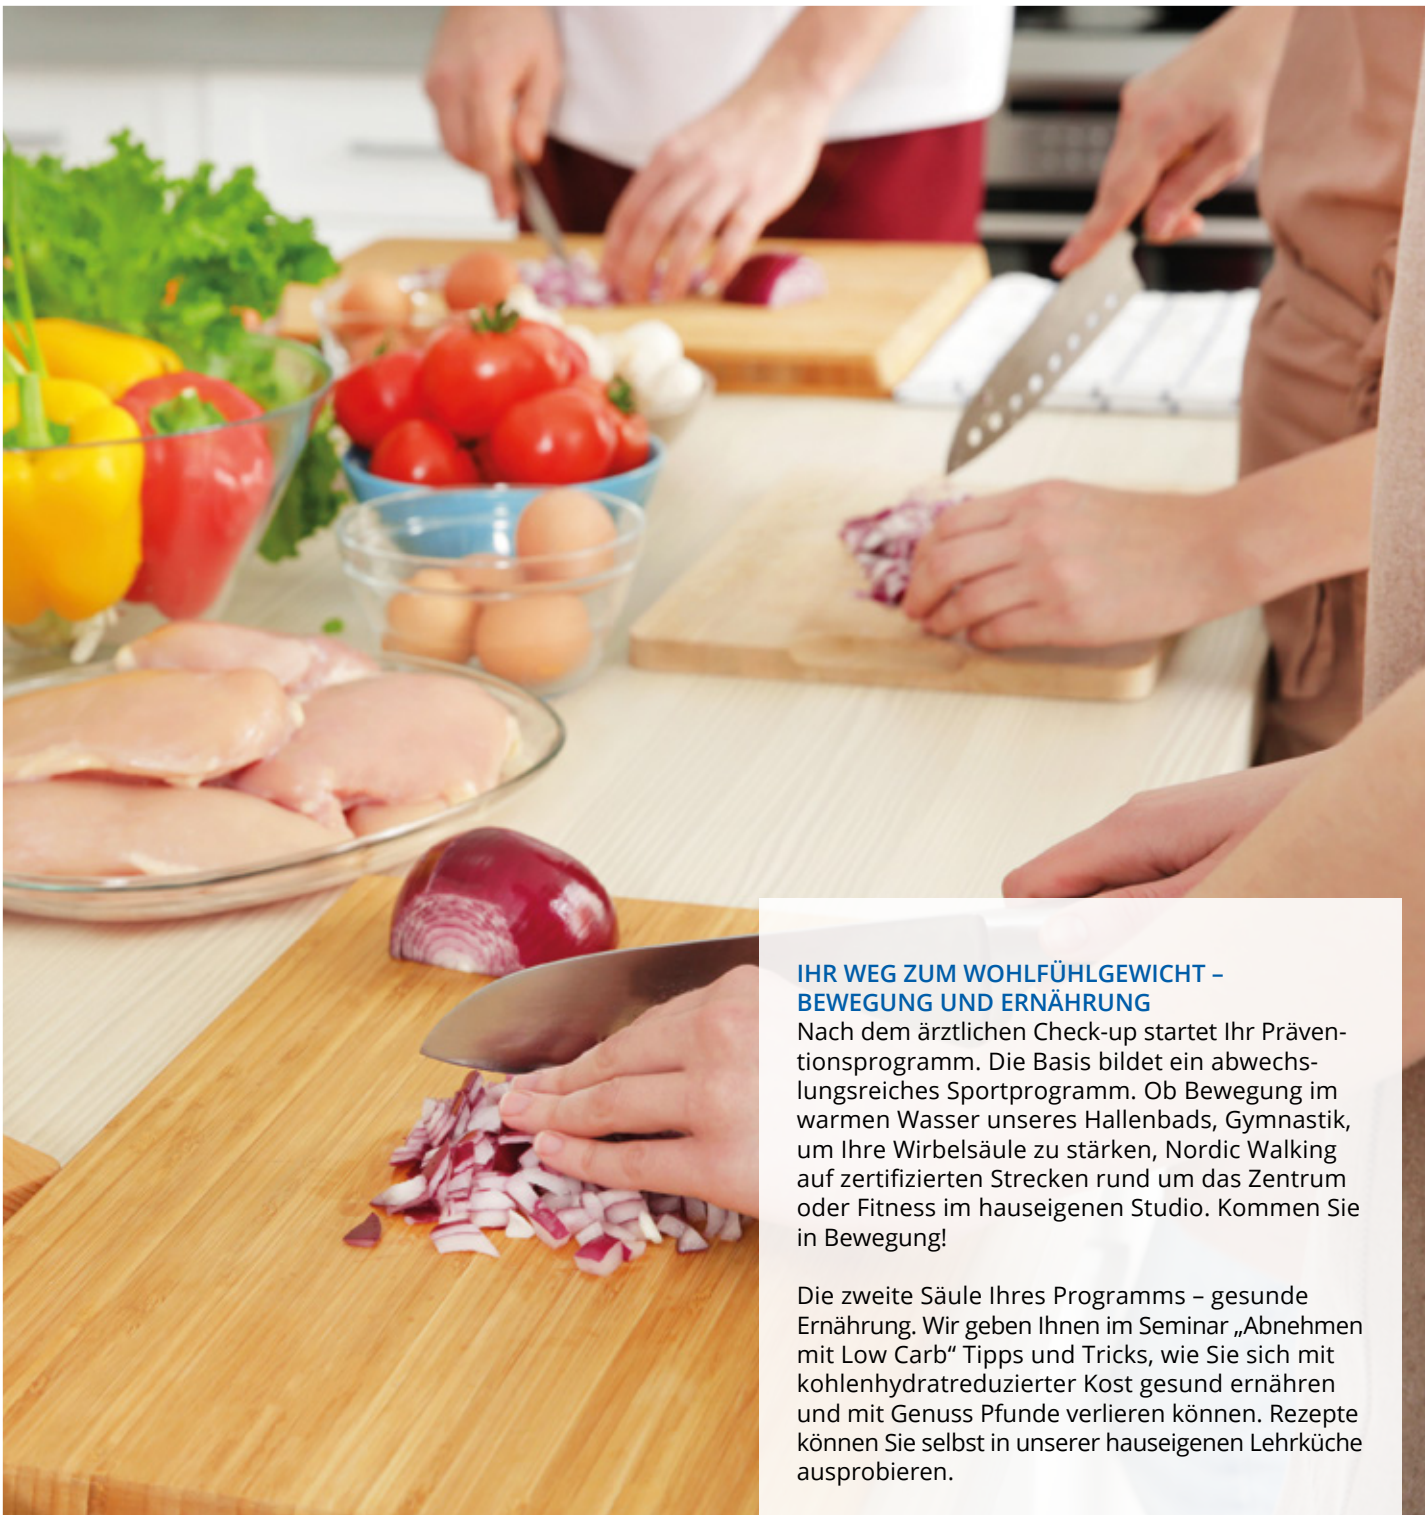 IHR WEG ZUM WOHLFÜHLGEWICHT –
BEWEGUNG UND ERNÄHRUNG
Nach dem ärztlichen Check-up startet Ihr Präven-
tionsprogramm. Die Basis bildet ein abwechs-
lungsreiches Sportprogramm. Ob Bewegung im
warmen Wasser unseres Hallenbads, Gymnastik,
um Ihre Wirbelsäule zu stärken, Nordic Walking
auf zertifizierten Strecken rund um das Zentrum
oder Fitness im hauseigenen Studio. Kommen Sie
in Bewegung!
Die zweite Säule Ihres Programms – gesunde
Ernährung. Wir geben Ihnen im Seminar „Abnehmen
mit Low Carb“ Tipps und Tricks, wie Sie sich mit
kohlenhydratreduzierter Kost gesund ernähren
und mit Genuss Pfunde verlieren können. Rezepte
können Sie selbst in unserer hauseigenen Lehrküche
ausprobieren.